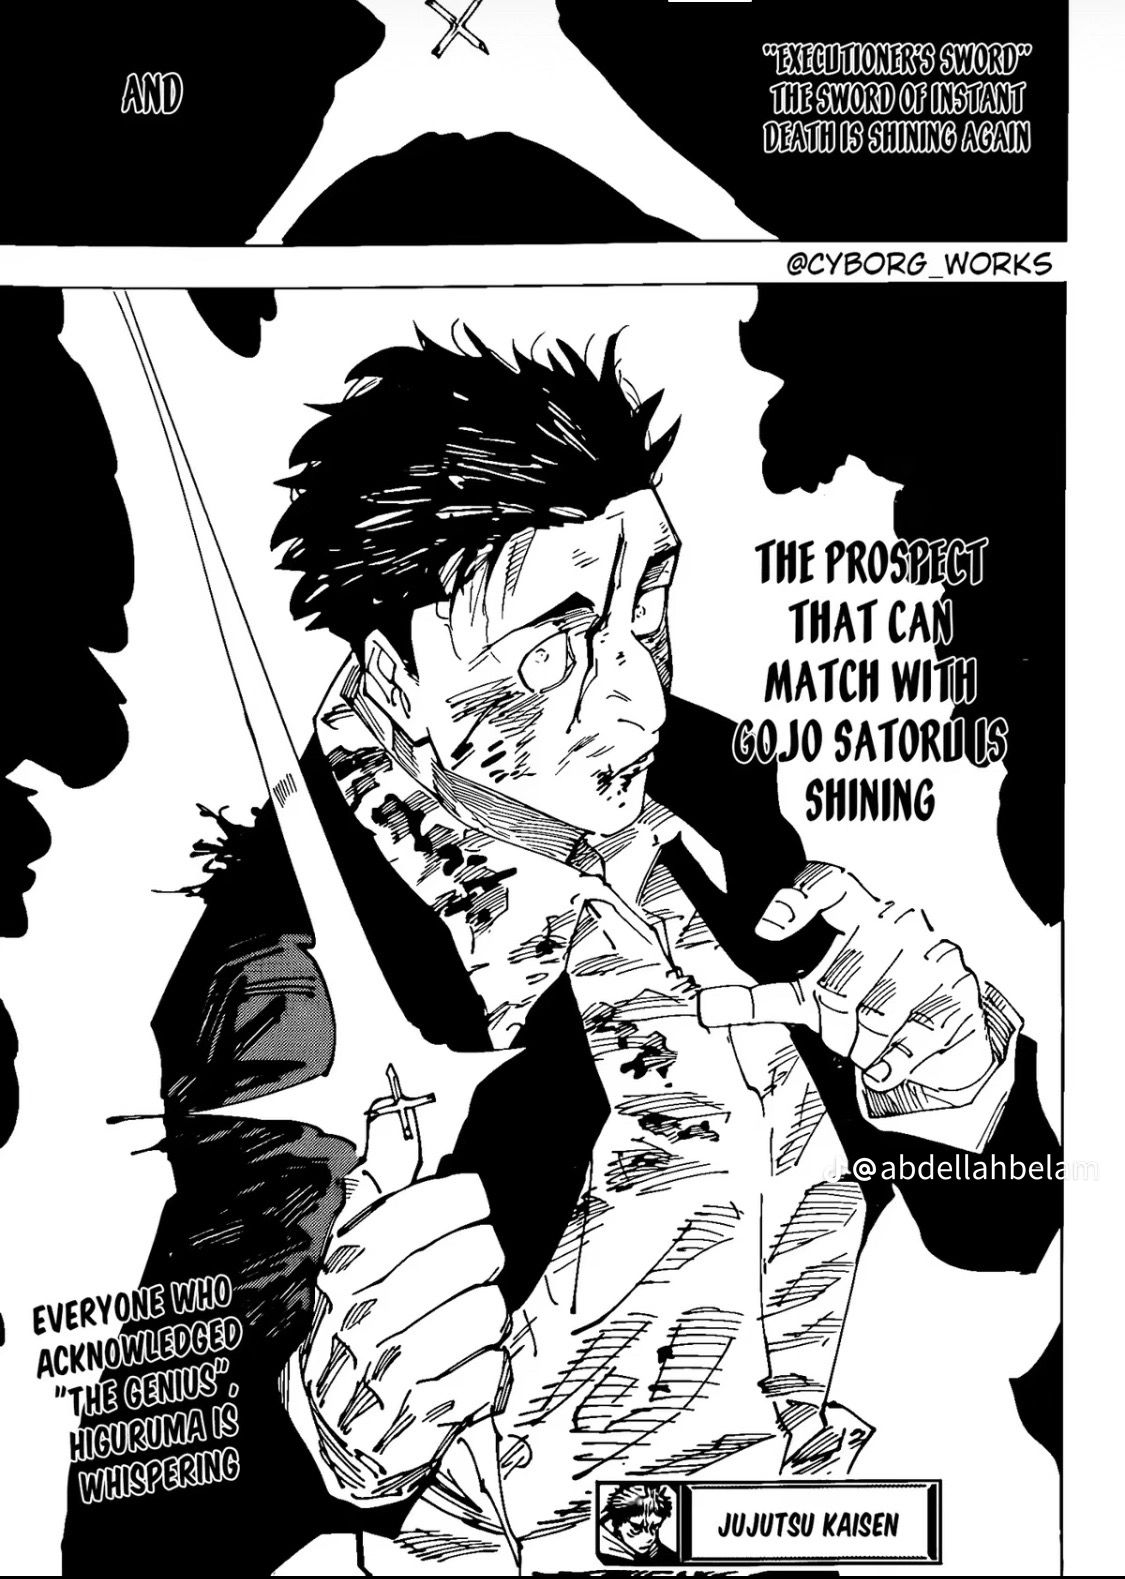 "EXECUTIONER'S SWORD"
THE SWORD OF INSTANT
DEATH IS SHINING AGAIN
AND
@CYBORG_WORKS
THE PROSPECT
THAT CAN
MATCH WITH
GOJO SATORU IS
SHINING
@abdellahbelam
EVERYONE WHO
ACKNOWLEDGED
"THE GENIUS",
HIGURUMA IS
WHISPERING
JUJUTSU KAISEN